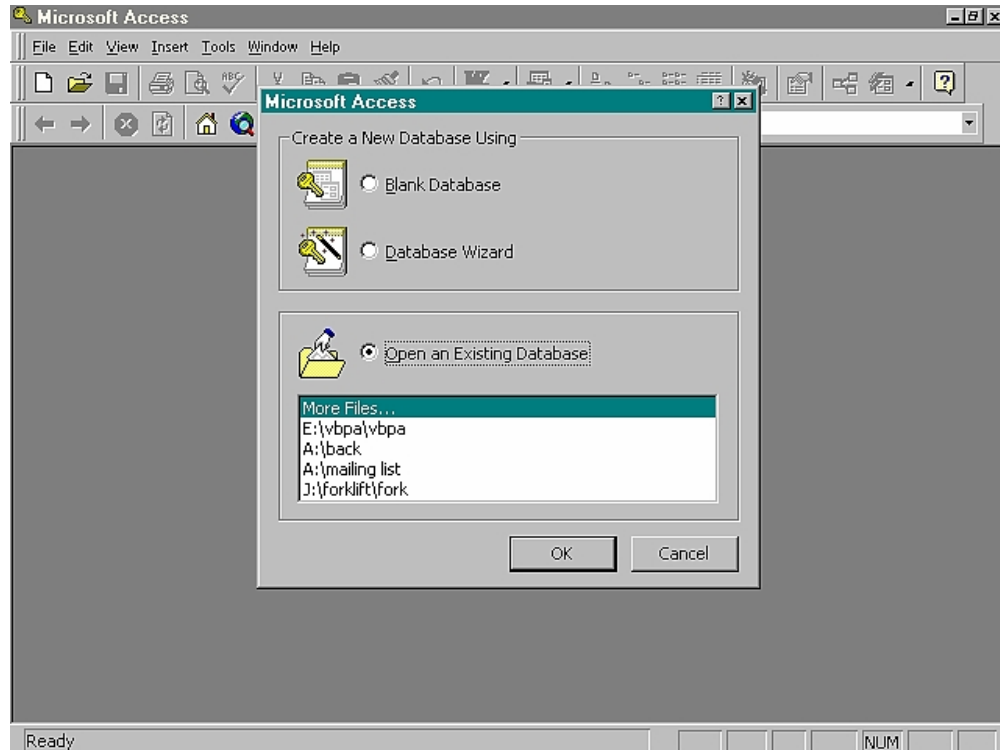 Microsoft Access
File Edit View Insert Tools Window Help
ABC
Microsoft Access
Create a New Database Using
Blank Database
Database Wizard
Open an Existing Database
More Files...
E:\vbpa\vbpa
A:\back
A:\mailing list
J:\forklift\fork
OK Cancel
Ready NUM